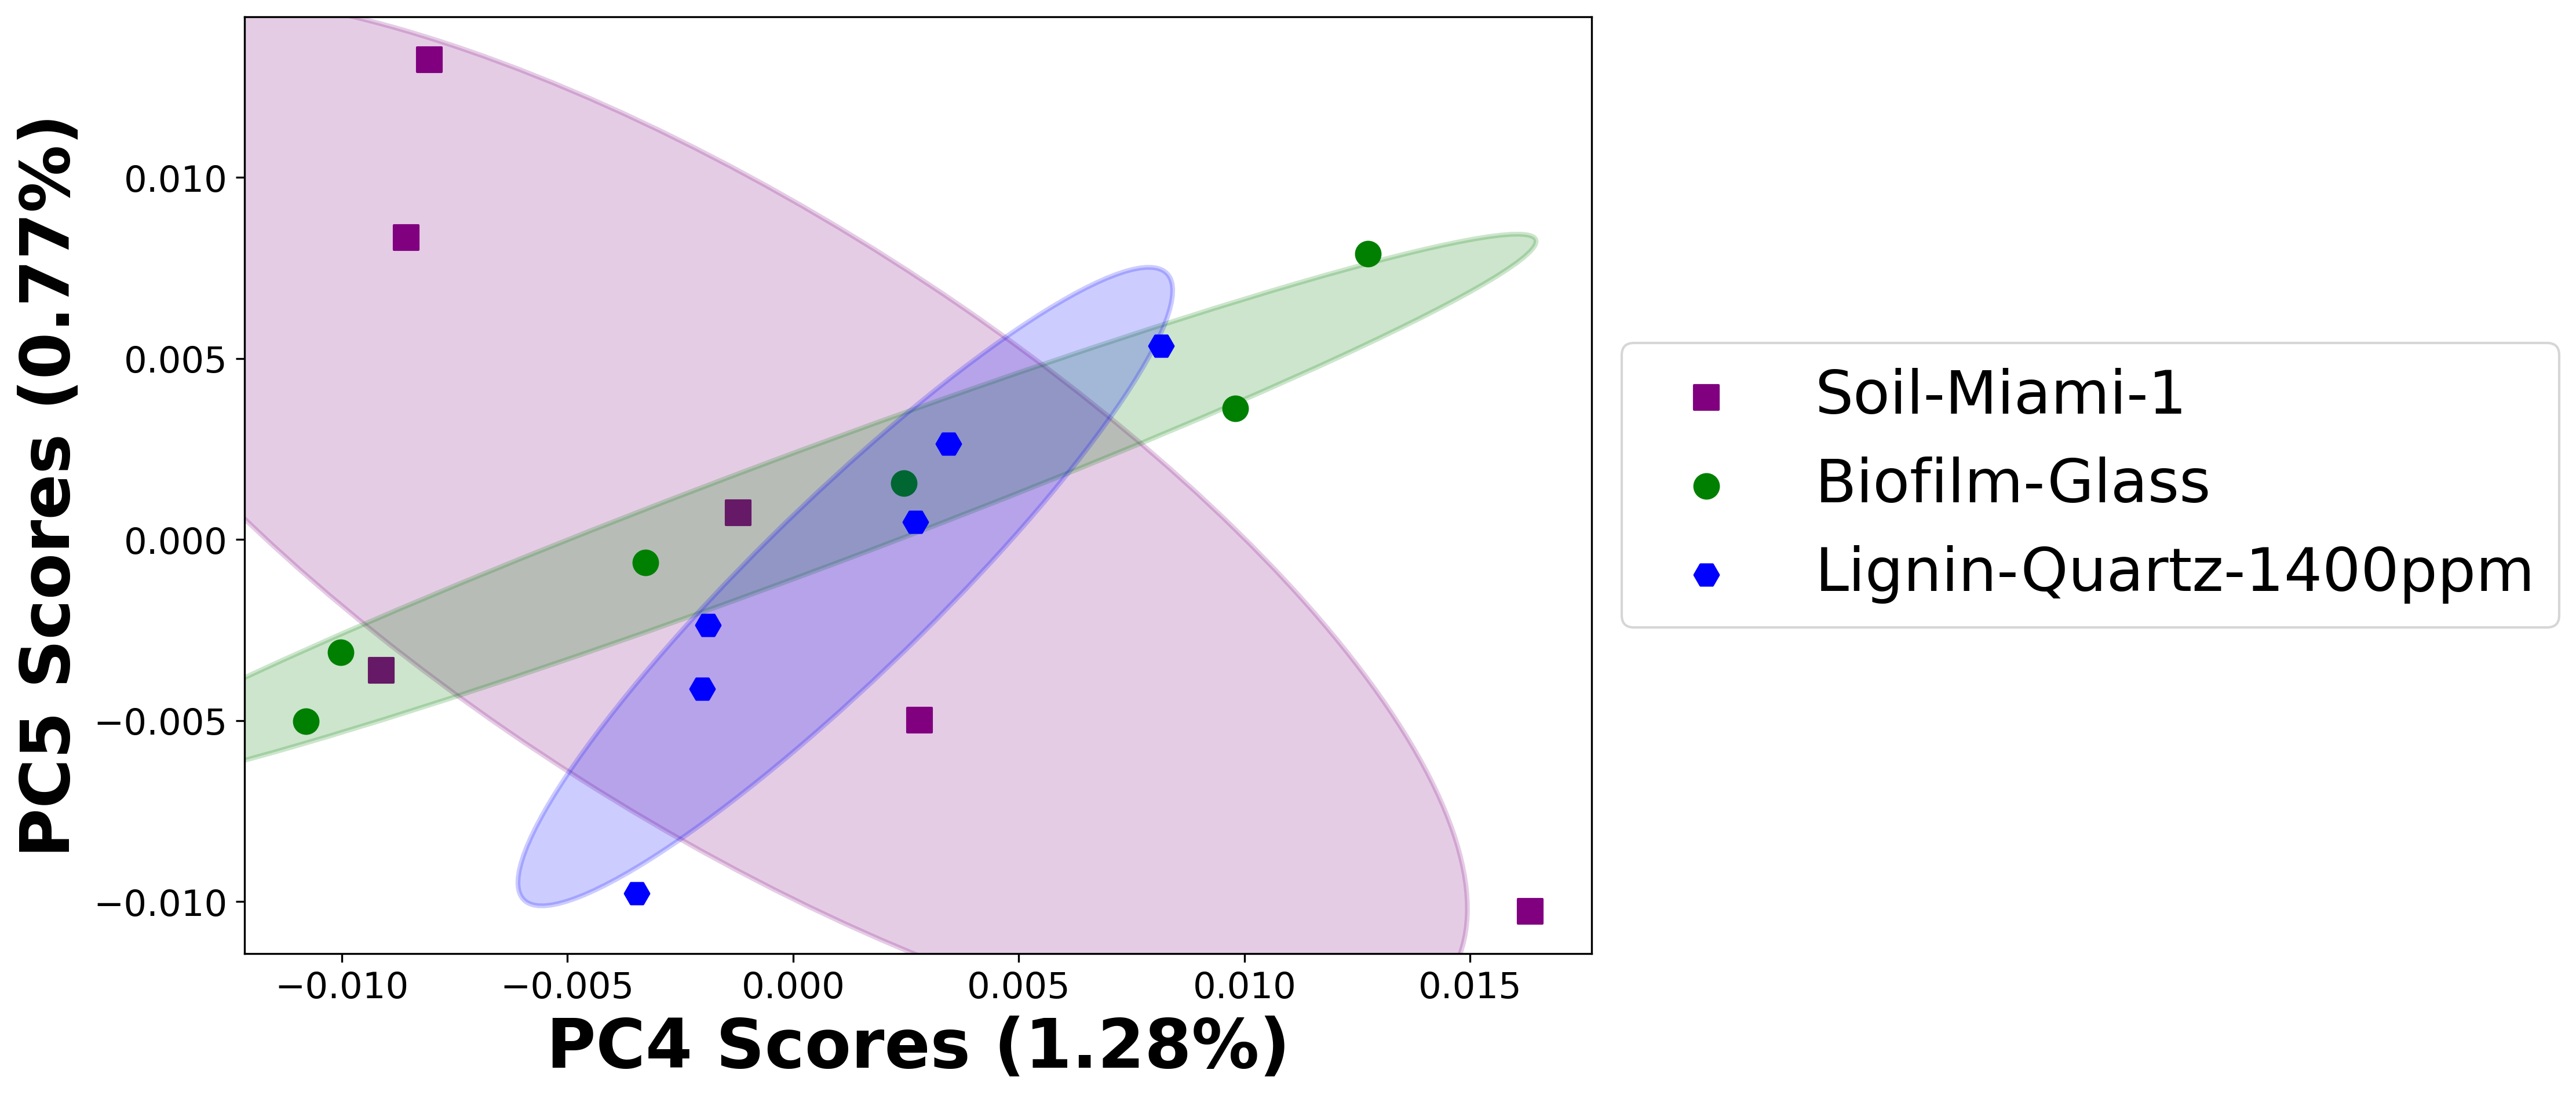 PC5 Scores (0.77%)
0.010
0.005
0.000
−0.005
−0.010
−0.010 −0.005 0.000 0.005 0.010 0.015
PC4 Scores (1.28%)
Soil-Miami-1
Biofilm-Glass
Lignin-Quartz-1400ppm